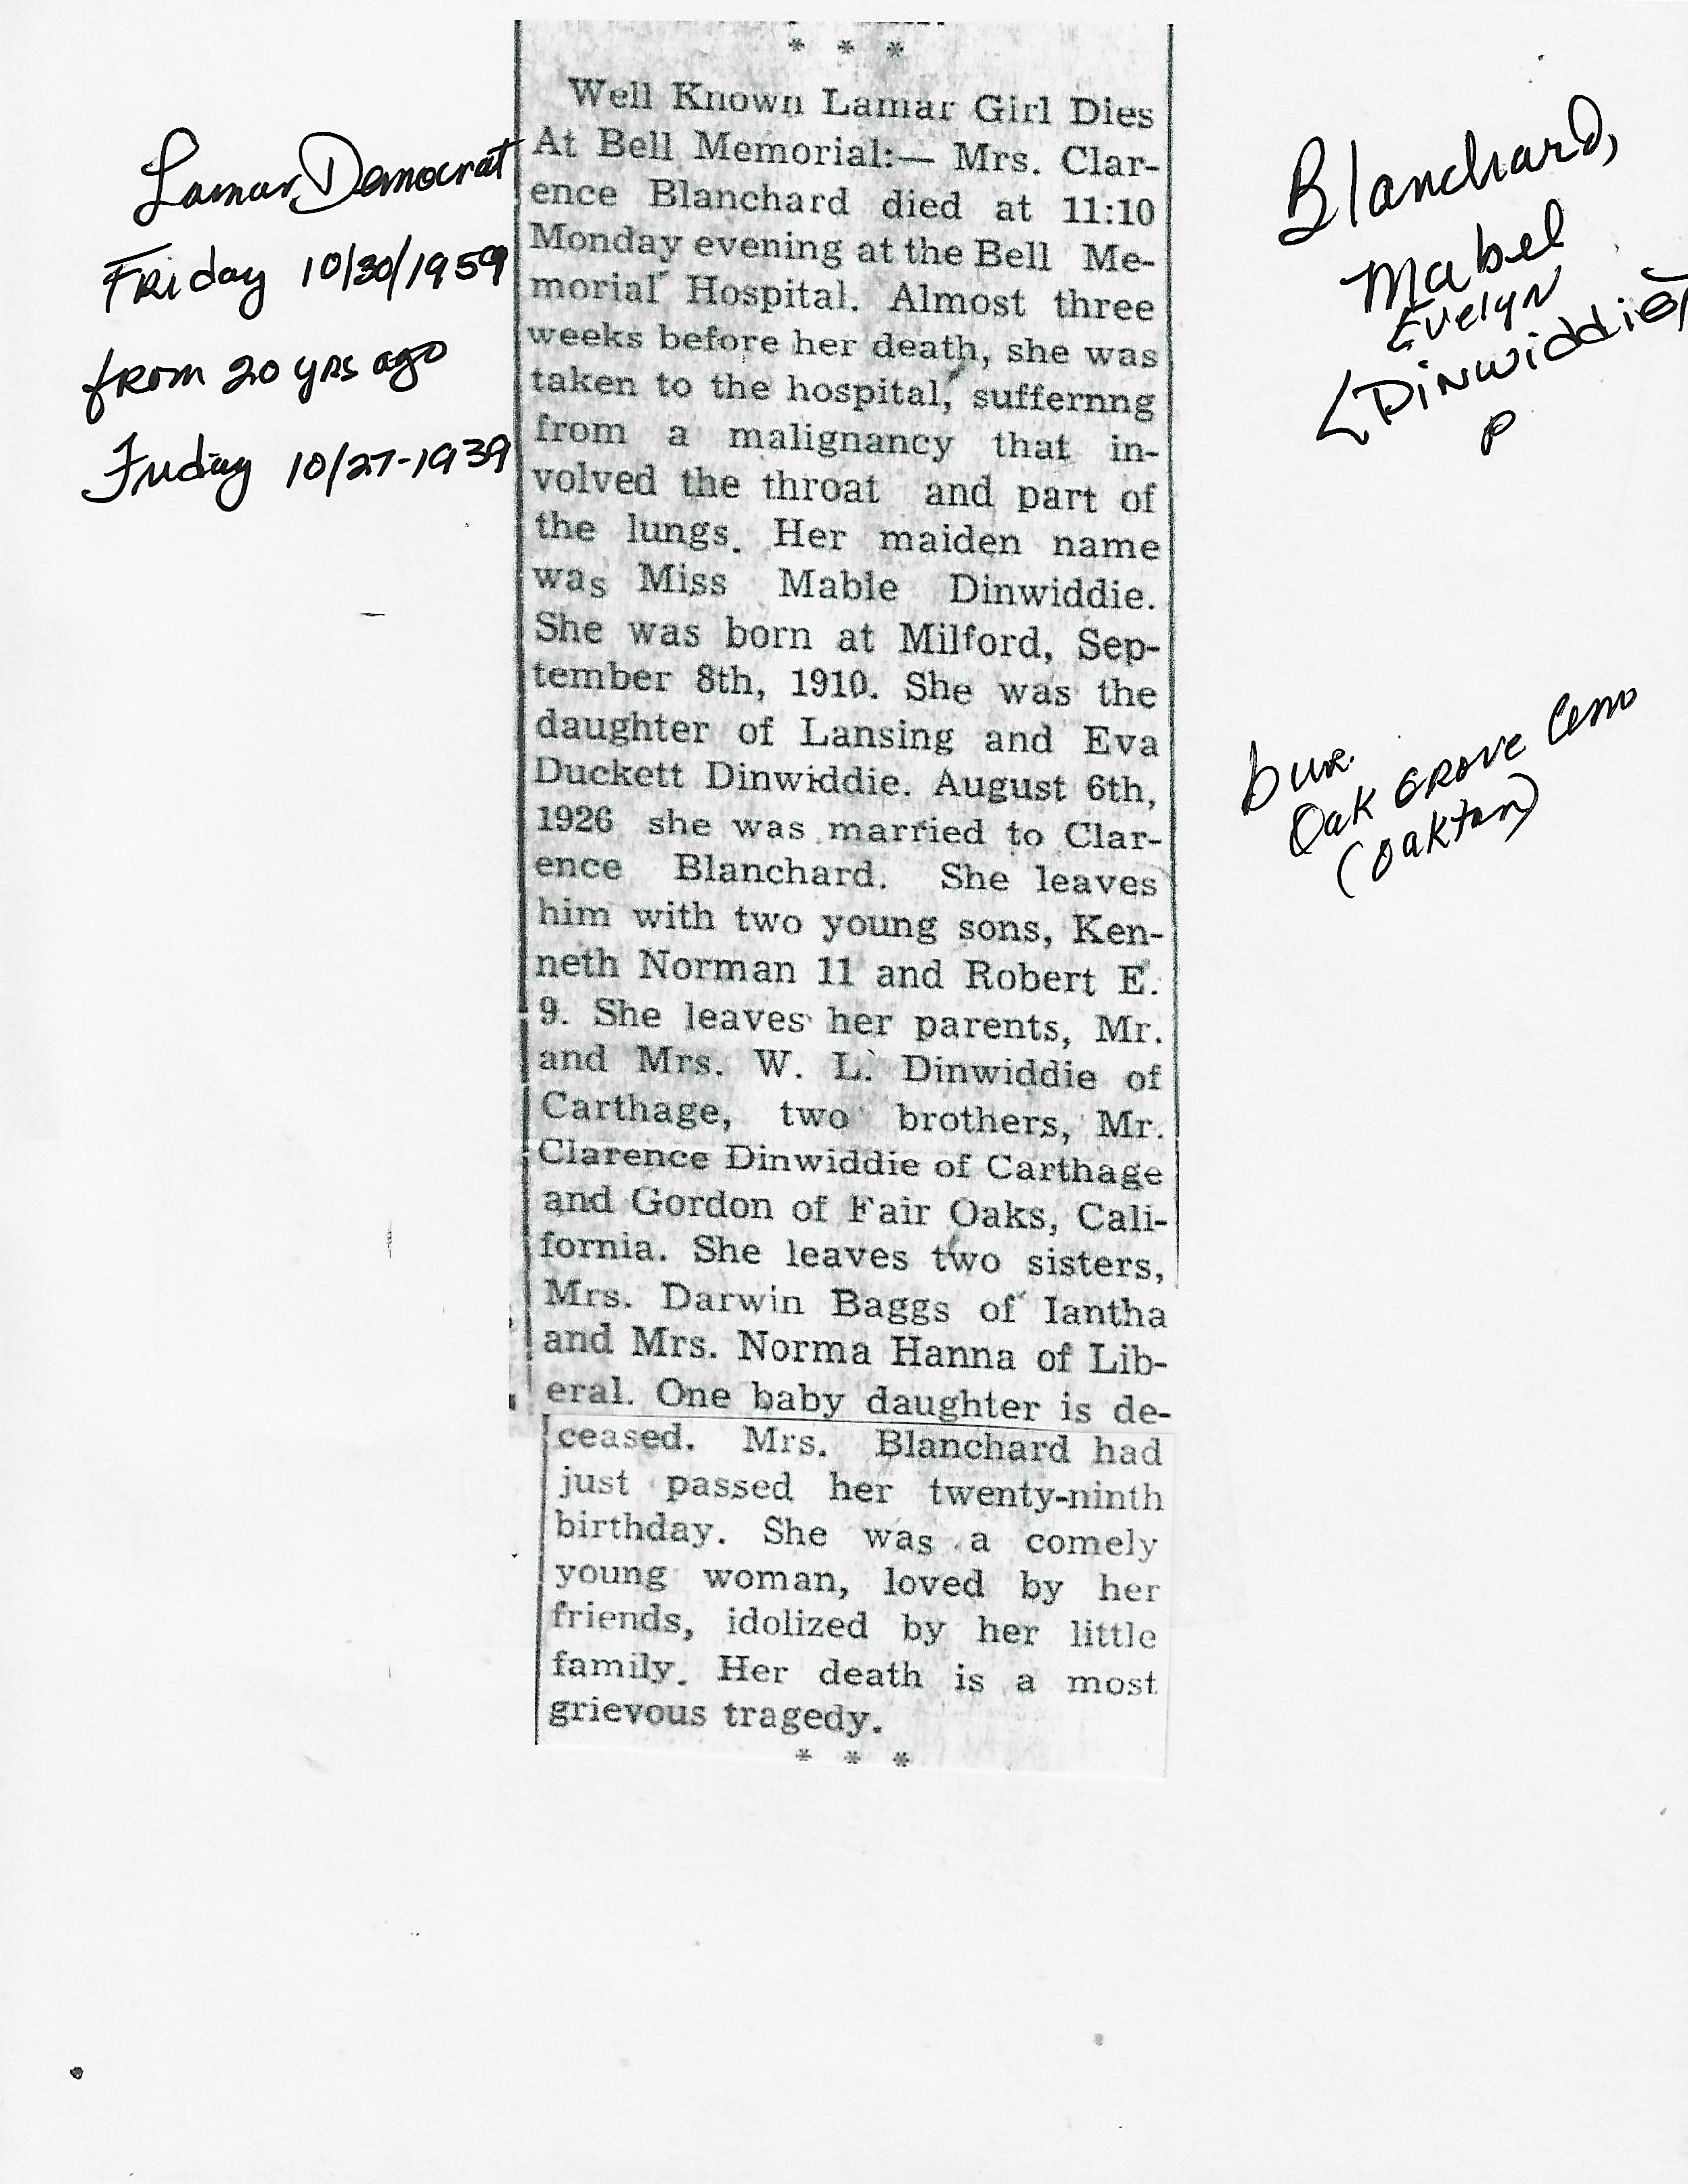 Lamar Democrat
Friday 10/30/1959
from 20 yrs ago
Friday 10/27-1939
* * *
Well Known Lamar Girl Dies
At Bell Memorial:— Mrs. Clar-
ence Blanchard died at 11:10
Monday evening at the Bell Me-
morial Hospital. Almost three
weeks before her death, she was
taken to the hospital, suffernng
from a malignancy that in-
volved the throat and part of
the lungs. Her maiden name
was Miss Mable Dinwiddie.
She was born at Milford, Sep-
tember 8th, 1910. She was the
daughter of Lansing and Eva
Duckett Dinwiddie. August 6th,
1926 she was married to Clar-
ence Blanchard. She leaves
him with two young sons, Ken-
neth Norman 11 and Robert E.
9. She leaves her parents, Mr.
and Mrs. W. L. Dinwiddie of
Carthage, two brothers, Mr.
Clarence Dinwiddie of Carthage
and Gordon of Fair Oaks, Cali-
fornia. She leaves two sisters,
Mrs. Darwin Baggs of Iantha
and Mrs. Norma Hanna of Lib-
eral. One baby daughter is de-
ceased. Mrs. Blanchard had
just passed her twenty-ninth
birthday. She was a comely
young woman, loved by her
friends, idolized by her little
family. Her death is a most
grievous tragedy.
* * *
Blanchard,
Mabel
Evelyn
(Dinwiddie)
P
bur.
Oak Grove Cem
(Oakton)